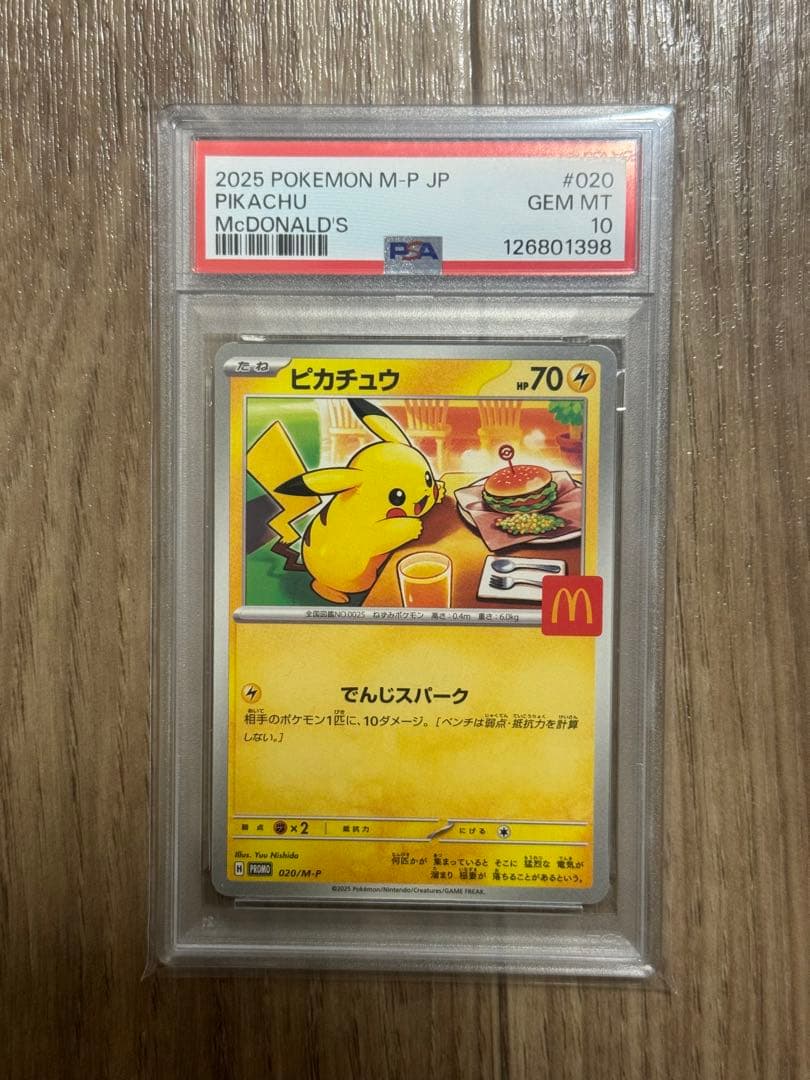 2025 POKEMON M-P JP #020
PIKACHU GEM MT
McDONALD'S 10
PSA 126801398
たね ピカチュウ HP70
全国図鑑NO.0025 ねずみポケモン 高さ:0.4m 重さ:6.0kg
M
でんじスパーク
相手のポケモン1匹に、10ダメージ。[ベンチは弱点・抵抗力を計算
しない。]
弱点 ×2 抵抗力 にげる
Illus. Yuu Nishida
H PROMO 020/M-P
何匹かが 集まっていると そこに 猛烈な 電気が
溜まり 稲妻が 落ちることがあるという。
©2025 Pokémon/Nintendo/Creatures/GAME FREAK.